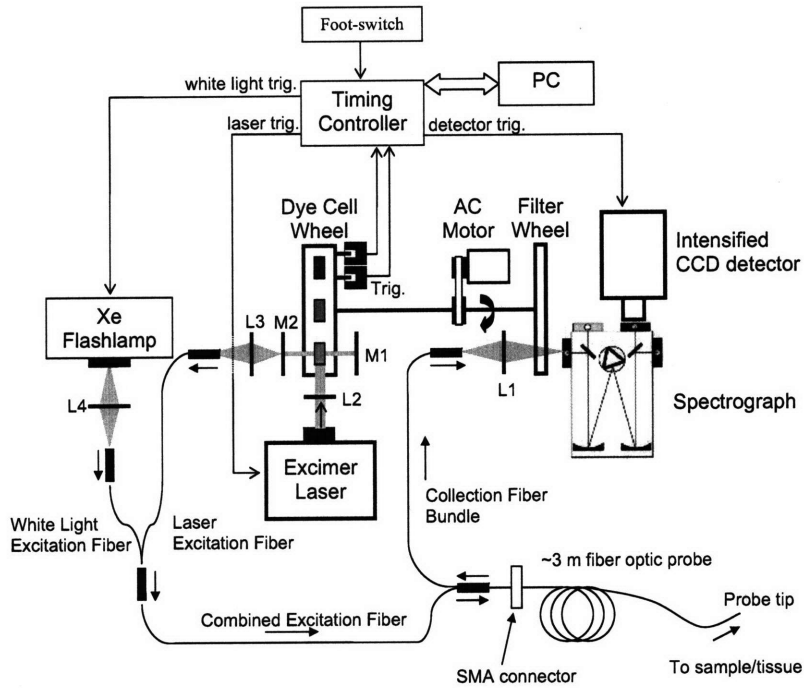 Foot-switch
white light trig.
Timing
Controller
PC
laser trig.
detector trig.
Dye Cell
Wheel
AC
Motor
Filter
Wheel
Intensified
CCD detector
Trig.
Xe
Flashlamp
L3
M2
M1
L1
L4
L2
Spectrograph
Excimer
Laser
Collection Fiber
Bundle
White Light
Excitation Fiber
Laser
Excitation Fiber
~3 m fiber optic probe
Combined Excitation Fiber
Probe tip
SMA connector
To sample/tissue